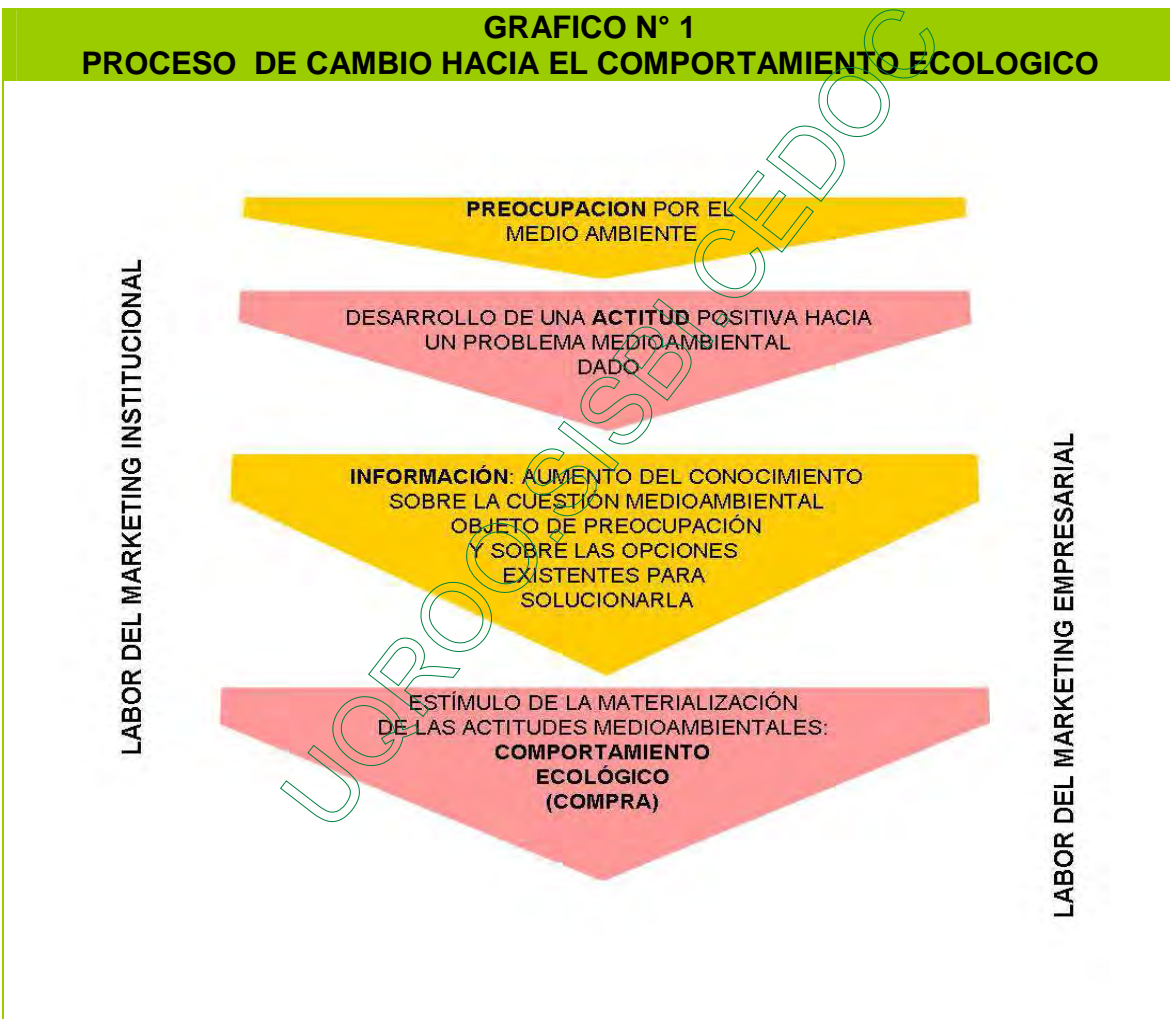 GRAFICO N° 1
PROCESO DE CAMBIO HACIA EL COMPORTAMIENTO ECOLOGICO
PREOCUPACION POR EL
MEDIO AMBIENTE
DESARROLLO DE UNA ACTITUD POSITIVA HACIA
UN PROBLEMA MEDIOAMBIENTAL
DADO
INFORMACIÓN: AUMENTO DEL CONOCIMIENTO
SOBRE LA CUESTIÓN MEDIOAMBIENTAL
OBJETO DE PREOCUPACIÓN
Y SOBRE LAS OPCIONES
EXISTENTES PARA
SOLUCIONARLA
ESTÍMULO DE LA MATERIALIZACIÓN
DE LAS ACTITUDES MEDIOAMBIENTALES:
COMPORTAMIENTO
ECOLÓGICO
(COMPRA)
LABOR DEL MARKETING INSTITUCIONAL
LABOR DEL MARKETING EMPRESARIAL
UQROO.SISBI.CEDOC